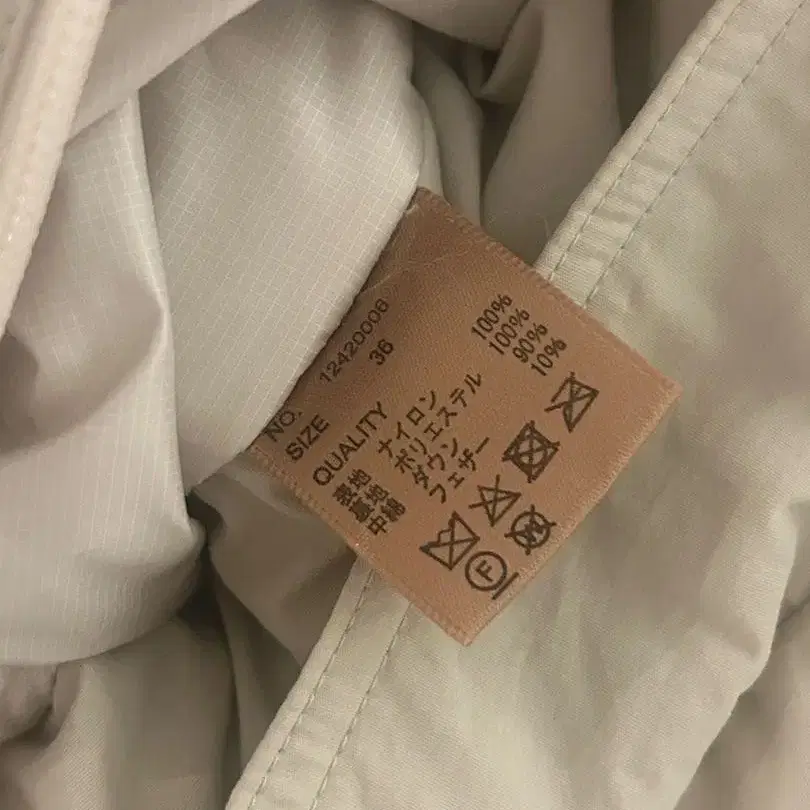 NO. 12420006
SIZE 36
QUALITY
表地 ナイロン 100%
裏地 ポリエステル 100%
中綿 ダウン 90%
フェザー 10%
F